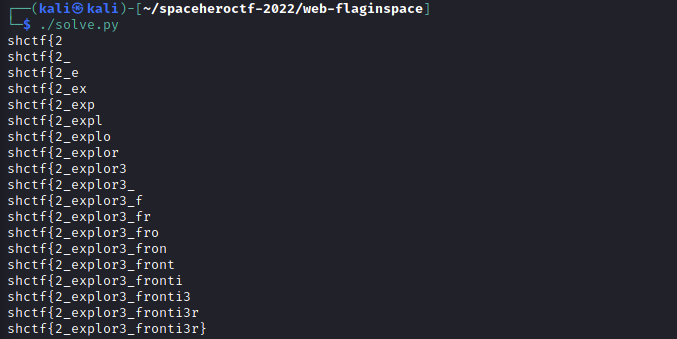 ┌──(kali㉿kali)-[~/spaceheroctf-2022/web-flaginspace]
└─$ ./solve.py
shctf{2
shctf{2_
shctf{2_e
shctf{2_ex
shctf{2_exp
shctf{2_expl
shctf{2_explo
shctf{2_explor
shctf{2_explor3
shctf{2_explor3_
shctf{2_explor3_f
shctf{2_explor3_fr
shctf{2_explor3_fro
shctf{2_explor3_fron
shctf{2_explor3_front
shctf{2_explor3_fronti
shctf{2_explor3_fronti3
shctf{2_explor3_fronti3r
shctf{2_explor3_fronti3r}